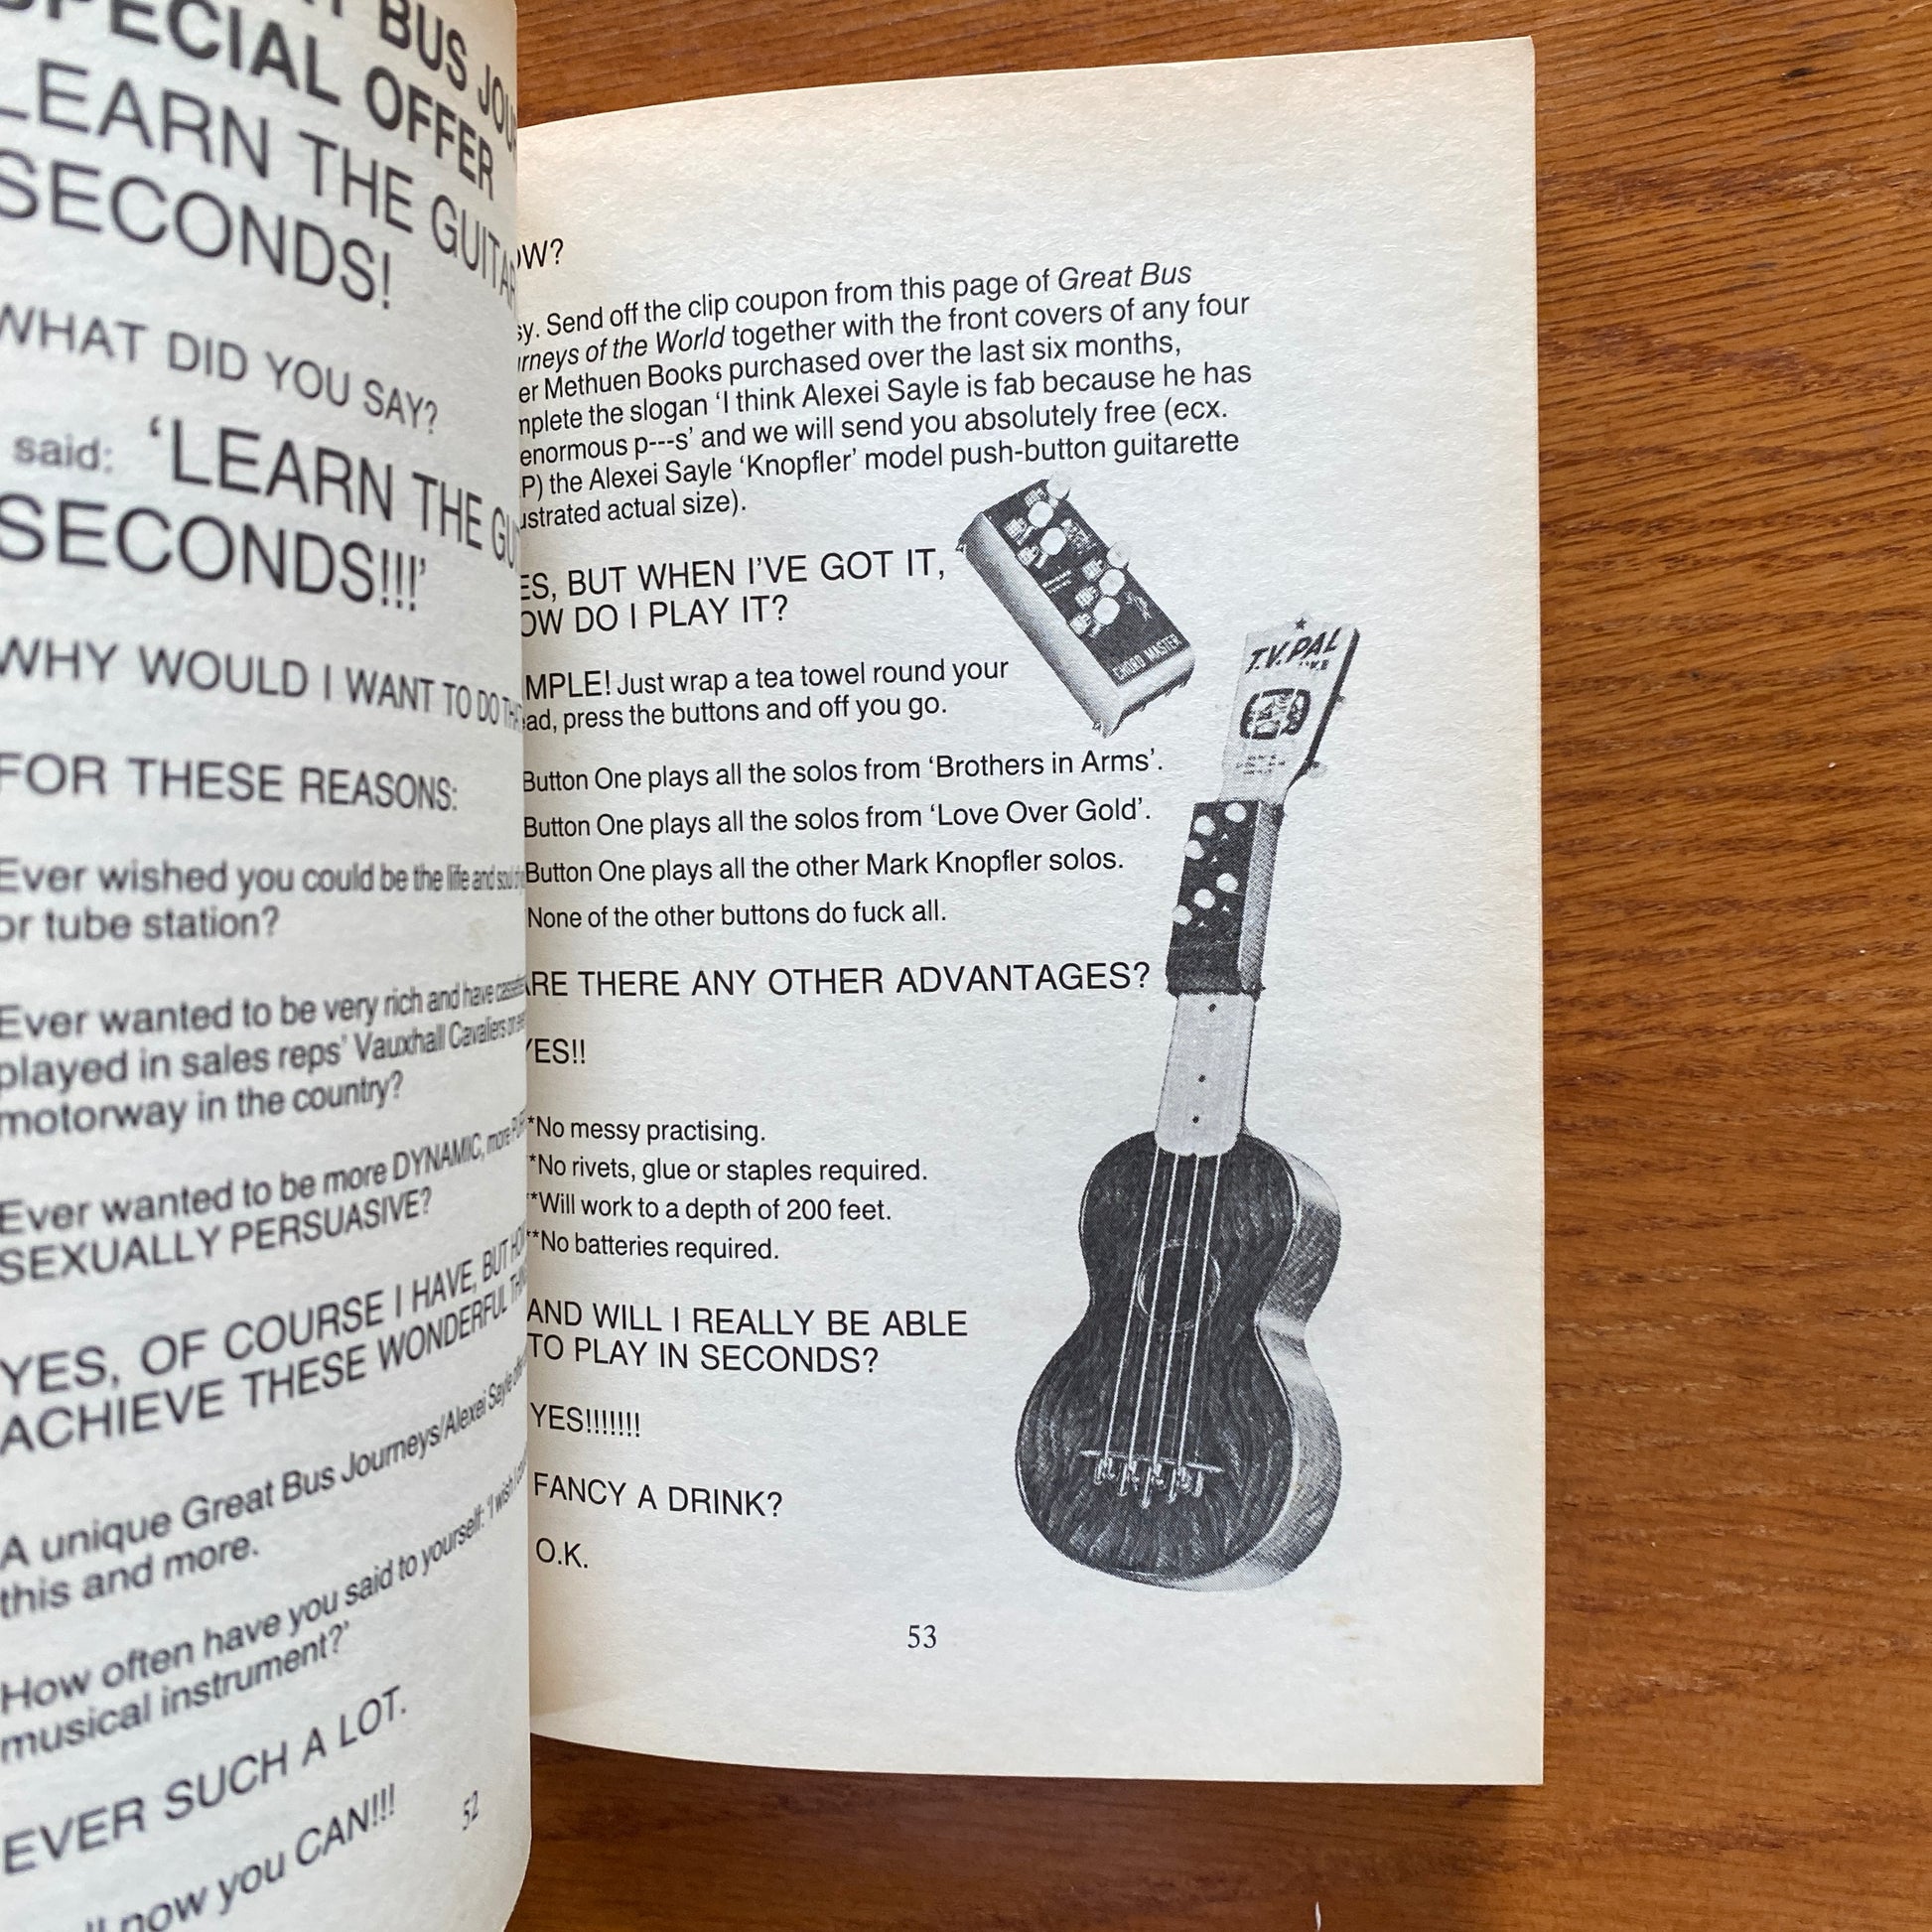 BUS
SPECIAL OFFER
LEARN THE GUITAR
SECONDS!
WHAT DID YOU SAY?
said: ‘LEARN THE
SECONDS!!!’
WHY WOULD I WANT TO DO
FOR THESE REASONS:
Ever wished you could be the life and soul
or tube station?
Ever wanted to be very rich and have
played in sales reps’ Vauxhall Cavaliers on
motorway in the country?
Ever wanted to be more DYNAMIC, more
SEXUALLY PERSUASIVE?
YES, OF COURSE I HAVE, BUT
ACHIEVE THESE WONDERFUL
A unique Great Bus Journeys/Alexei Sayle
this and more.
How often have you said to yourself: ‘I wish I
musical instrument?’
EVER SUCH A LOT.
now you CAN!!!
52
OW?
sy. Send off the clip coupon from this page of Great Bus
urneys of the World together with the front covers of any four
er Methuen Books purchased over the last six months,
mplete the slogan ‘I think Alexei Sayle is fab because he has
enormous p---s’ and we will send you absolutely free (ecx.
P) the Alexei Sayle ‘Knopfler’ model push-button guitarette
ustrated actual size).
ES, BUT WHEN I’VE GOT IT,
OW DO I PLAY IT?
CHORD MASTER
T.V. PAL
MPLE! Just wrap a tea towel round your
ad, press the buttons and off you go.
Button One plays all the solos from ‘Brothers in Arms’.
Button One plays all the solos from ‘Love Over Gold’.
Button One plays all the other Mark Knopfler solos.
None of the other buttons do fuck all.
ARE THERE ANY OTHER ADVANTAGES?
YES!!
*No messy practising.
*No rivets, glue or staples required.
**Will work to a depth of 200 feet.
**No batteries required.
AND WILL I REALLY BE ABLE
TO PLAY IN SECONDS?
YES!!!!!!!
FANCY A DRINK?
O.K.
53